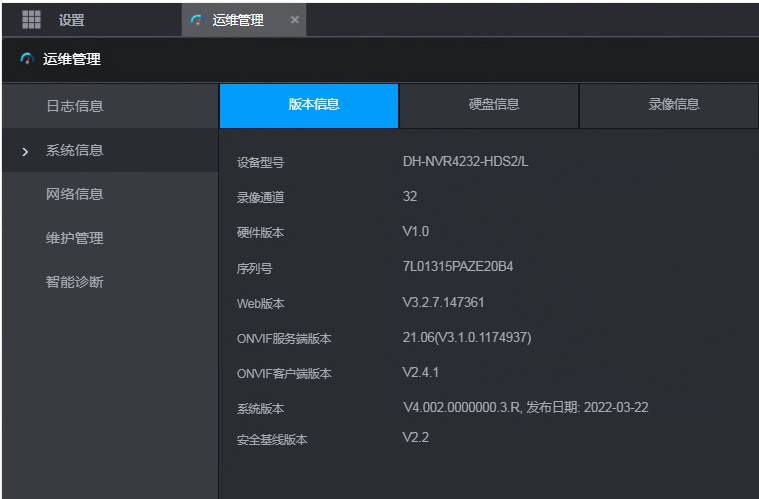 设置
运维管理 ×
运维管理
日志信息
系统信息
网络信息
维护管理
智能诊断
版本信息 硬盘信息 录像信息
设备型号 DH-NVR4232-HDS2/L
录像通道 32
硬件版本 V1.0
序列号 7L01315PAZE20B4
Web版本 V3.2.7.147361
ONVIF服务端版本 21.06(V3.1.0.1174937)
ONVIF客户端版本 V2.4.1
系统版本 V4.002.0000000.3.R, 发布日期: 2022-03-22
安全基线版本 V2.2